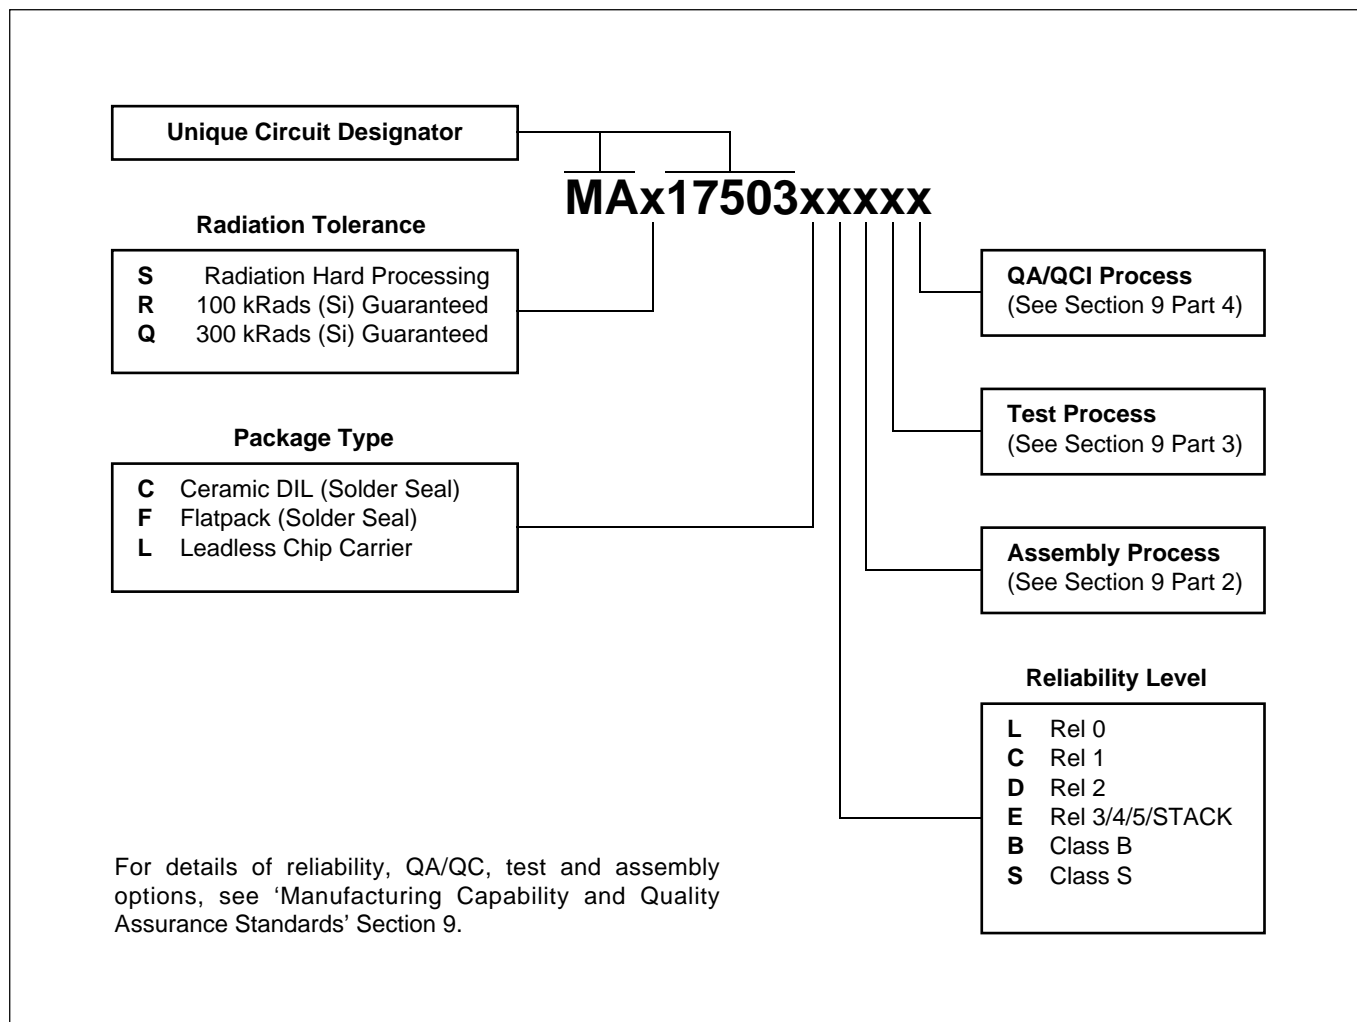 Unique Circuit Designator
MAx17503xxxxx
Radiation Tolerance
S Radiation Hard Processing
R 100 kRads (Si) Guaranteed
Q 300 kRads (Si) Guaranteed
Package Type
C Ceramic DIL (Solder Seal)
F Flatpack (Solder Seal)
L Leadless Chip Carrier
QA/QCI Process
(See Section 9 Part 4)
Test Process
(See Section 9 Part 3)
Assembly Process
(See Section 9 Part 2)
Reliability Level
L Rel 0
C Rel 1
D Rel 2
E Rel 3/4/5/STACK
B Class B
S Class S
For details of reliability, QA/QC, test and assembly
options, see ‘Manufacturing Capability and Quality
Assurance Standards’ Section 9.